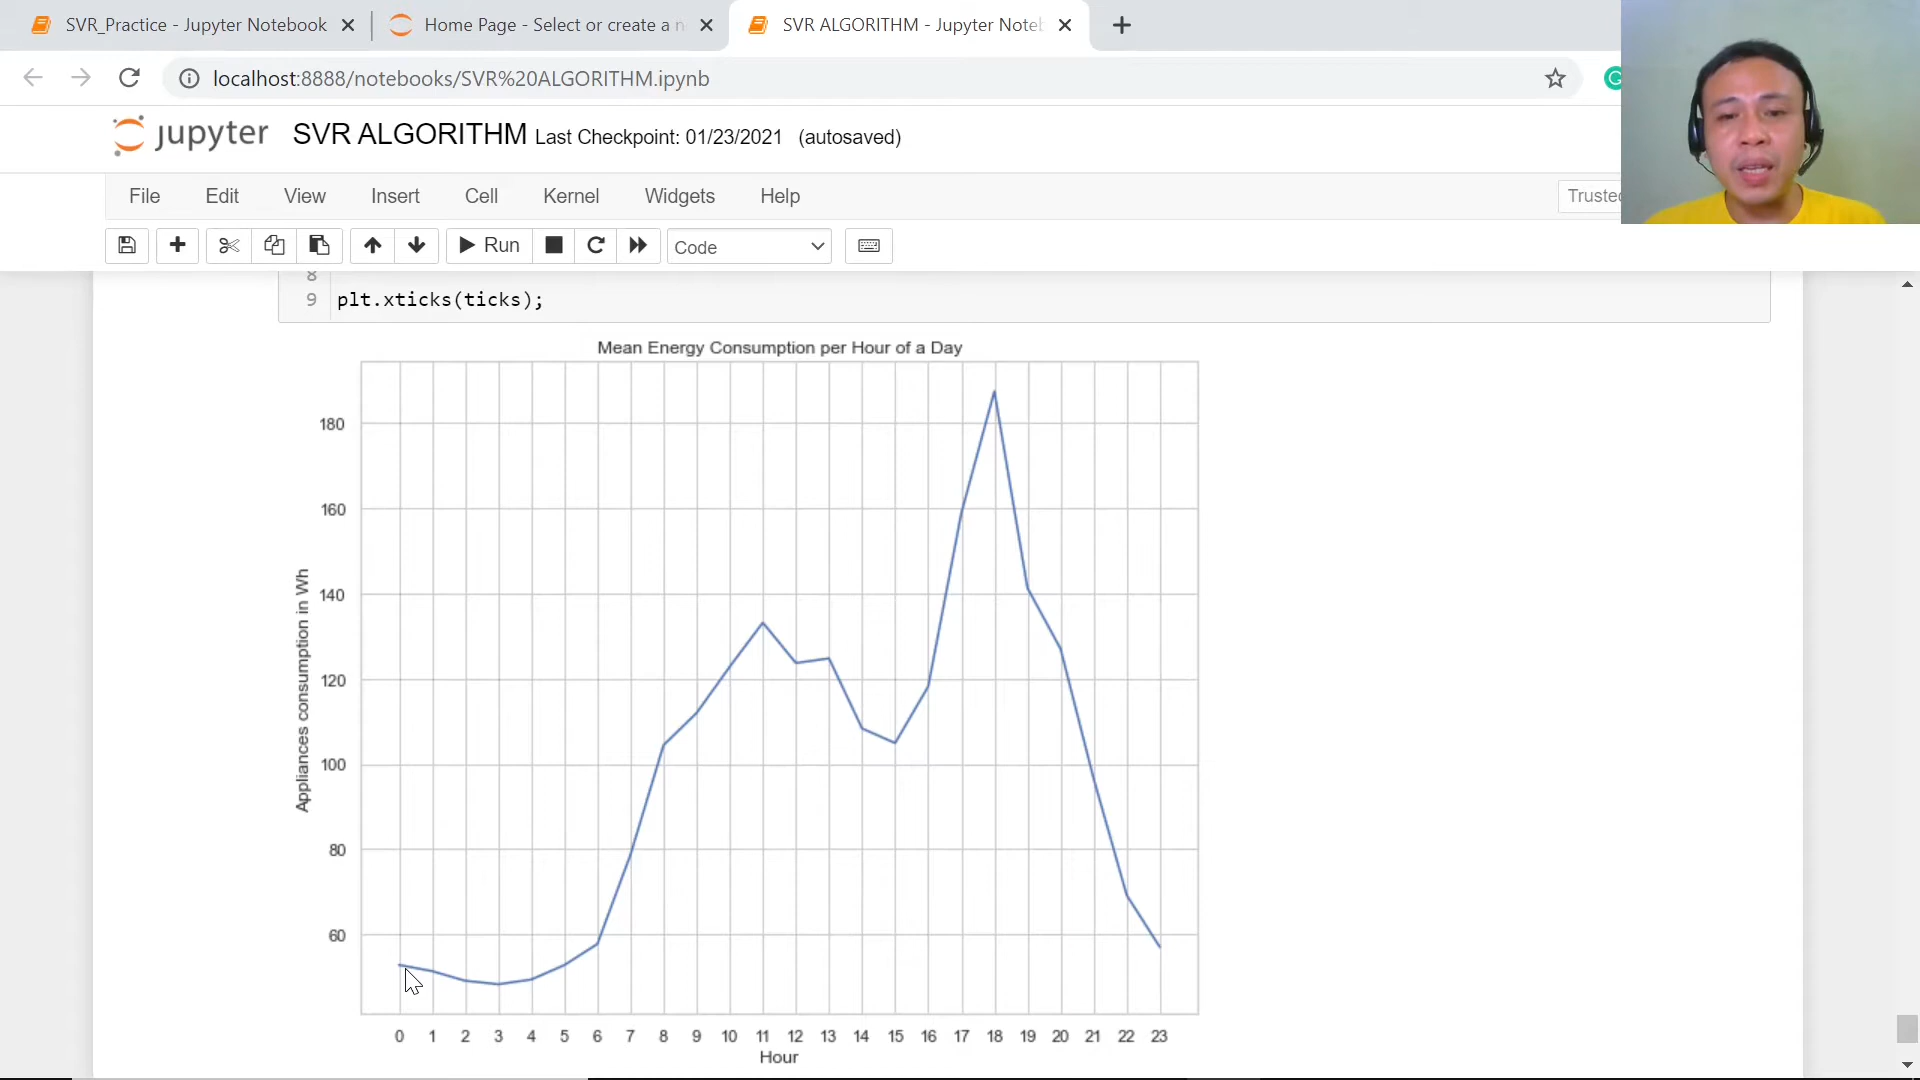 SVR_Practice - Jupyter Notebook
Home Page - Select or create a n
SVR ALGORITHM - Jupyter Note
localhost:8888/notebooks/SVR%20ALGORITHM.ipynb
jupyter SVR ALGORITHM Last Checkpoint: 01/23/2021 (autosaved)
File Edit View Insert Cell Kernel Widgets Help Trusted
Run Code
8
9 plt.xticks(ticks);
Mean Energy Consumption per Hour of a Day
180
160
140
120
100
80
60
Appliances consumption in Wh
0 1 2 3 4 5 6 7 8 9 10 11 12 13 14 15 16 17 18 19 20 21 22 23
Hour